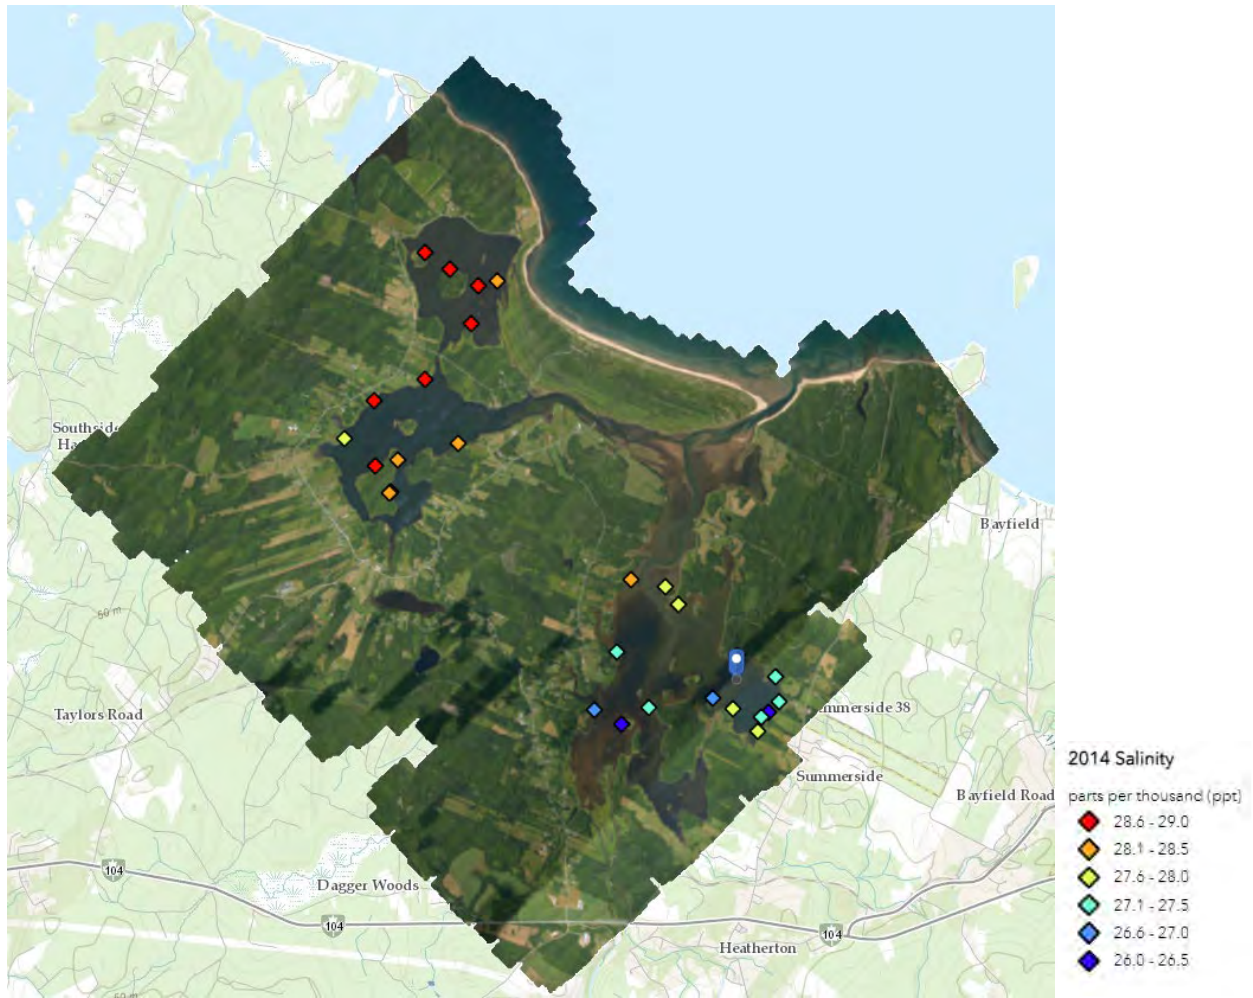 Southside
Ha
Bayfield
50 m
Taylors Road
mmerside 38
Summerside
Bayfield Road
104
Dagger Woods
104
104
Heatherton
50 m
2014 Salinity
parts per thousand (ppt)
28.6 - 29.0
28.1 - 28.5
27.6 - 28.0
27.1 - 27.5
26.6 - 27.0
26.0 - 26.5